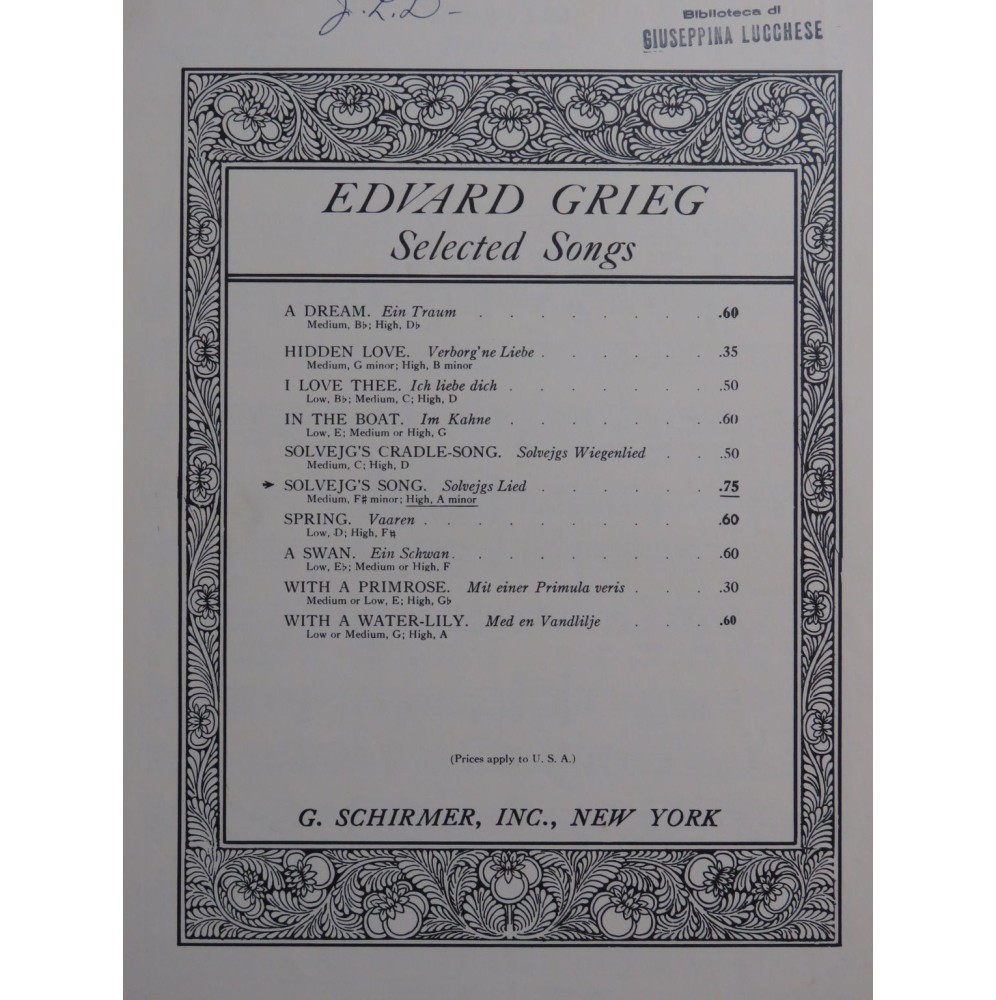 J.L.D-
Biblioteca di
GIUSEPPINA LUCCHESE
EDVARD GRIEG
Selected Songs
A DREAM. Ein Traum . . . . . . . .60
Medium, B♭; High, D♭
HIDDEN LOVE. Verborg'ne Liebe . . . . . . .35
Medium, G minor; High, B minor
I LOVE THEE. Ich liebe dich . . . . . . . .50
Low, B♭; Medium, C; High, D
IN THE BOAT. Im Kahne . . . . . . . .60
Low, E; Medium or High, G
SOLVEJG'S CRADLE-SONG. Solvejgs Wiegenlied . . .50
Medium, C; High, D
➔ SOLVEJG'S SONG. Solvejgs Lied . . . . . . .75
Medium, F♯ minor; High, A minor
SPRING. Vaaren . . . . . . . . .60
Low, D; High, F♯
A SWAN. Ein Schwan . . . . . . . . .60
Low, E♭; Medium or High, F
WITH A PRIMROSE. Mit einer Primula veris . . . .30
Medium or Low, E; High, G♭
WITH A WATER-LILY. Med en Vandlilje . . . .60
Low or Medium, G; High, A
(Prices apply to U. S. A.)
G. SCHIRMER, INC., NEW YORK